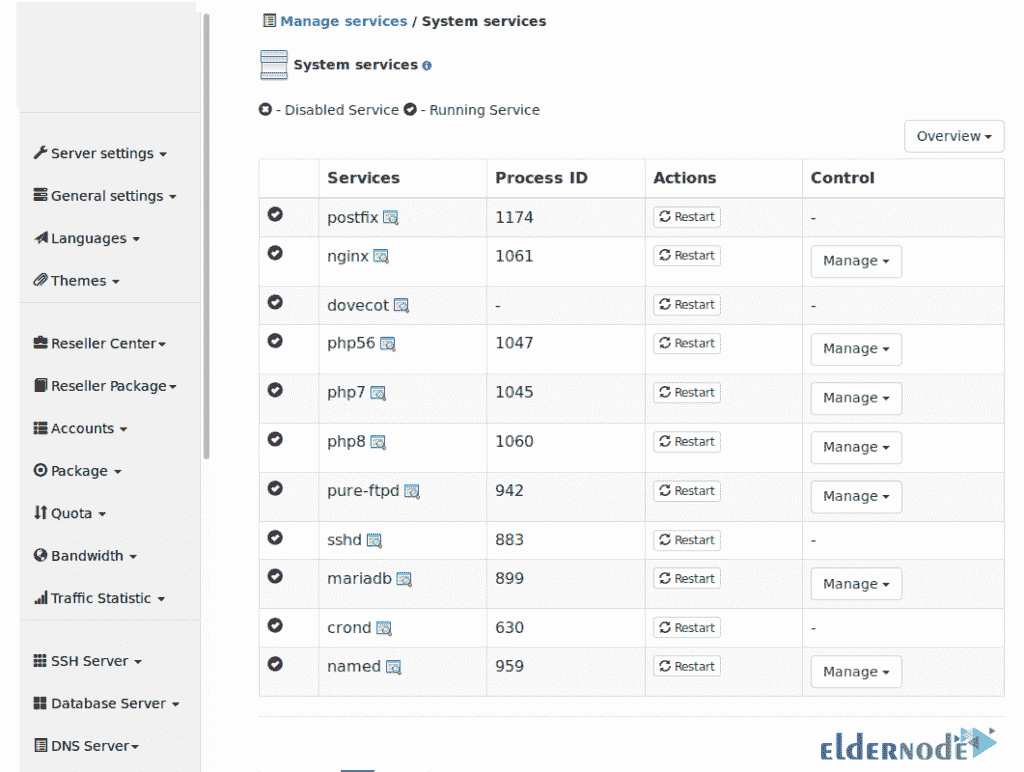 Manage services / System services
System services
- Disabled Service - Running Service
Overview
Services Process ID Actions Control
postfix 1174 Restart -
nginx 1061 Restart Manage
dovecot - Restart -
php56 1047 Restart Manage
php7 1045 Restart Manage
php8 1060 Restart Manage
pure-ftpd 942 Restart Manage
sshd 883 Restart -
mariadb 899 Restart Manage
crond 630 Restart -
named 959 Restart Manage
Server settings
General settings
Languages
Themes
Reseller Center
Reseller Package
Accounts
Package
Quota
Bandwidth
Traffic Statistic
SSH Server
Database Server
DNS Server
elderNode